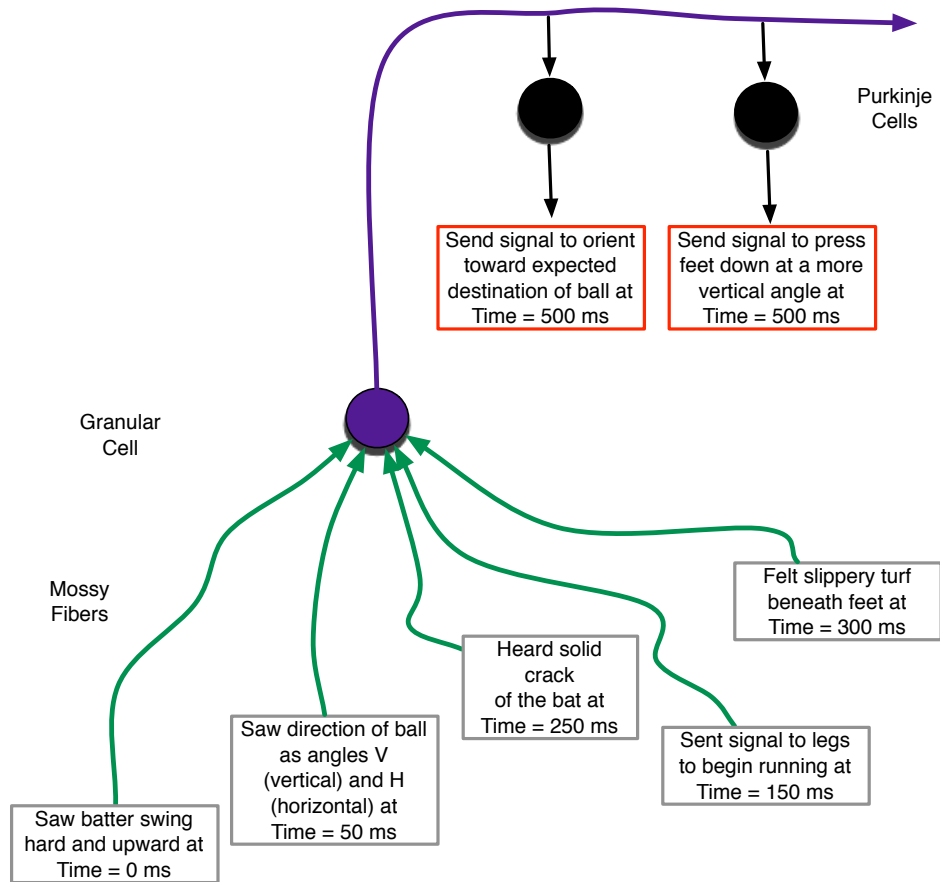 Purkinje
Cells
Send signal to orient
toward expected
destination of ball at
Time = 500 ms
Send signal to press
feet down at a more
vertical angle at
Time = 500 ms
Granular
Cell
Mossy
Fibers
Felt slippery turf
beneath feet at
Time = 300 ms
Heard solid
crack
of the bat at
Time = 250 ms
Saw direction of ball
as angles V
(vertical) and H
(horizontal) at
Time = 50 ms
Sent signal to legs
to begin running at
Time = 150 ms
Saw batter swing
hard and upward at
Time = 0 ms